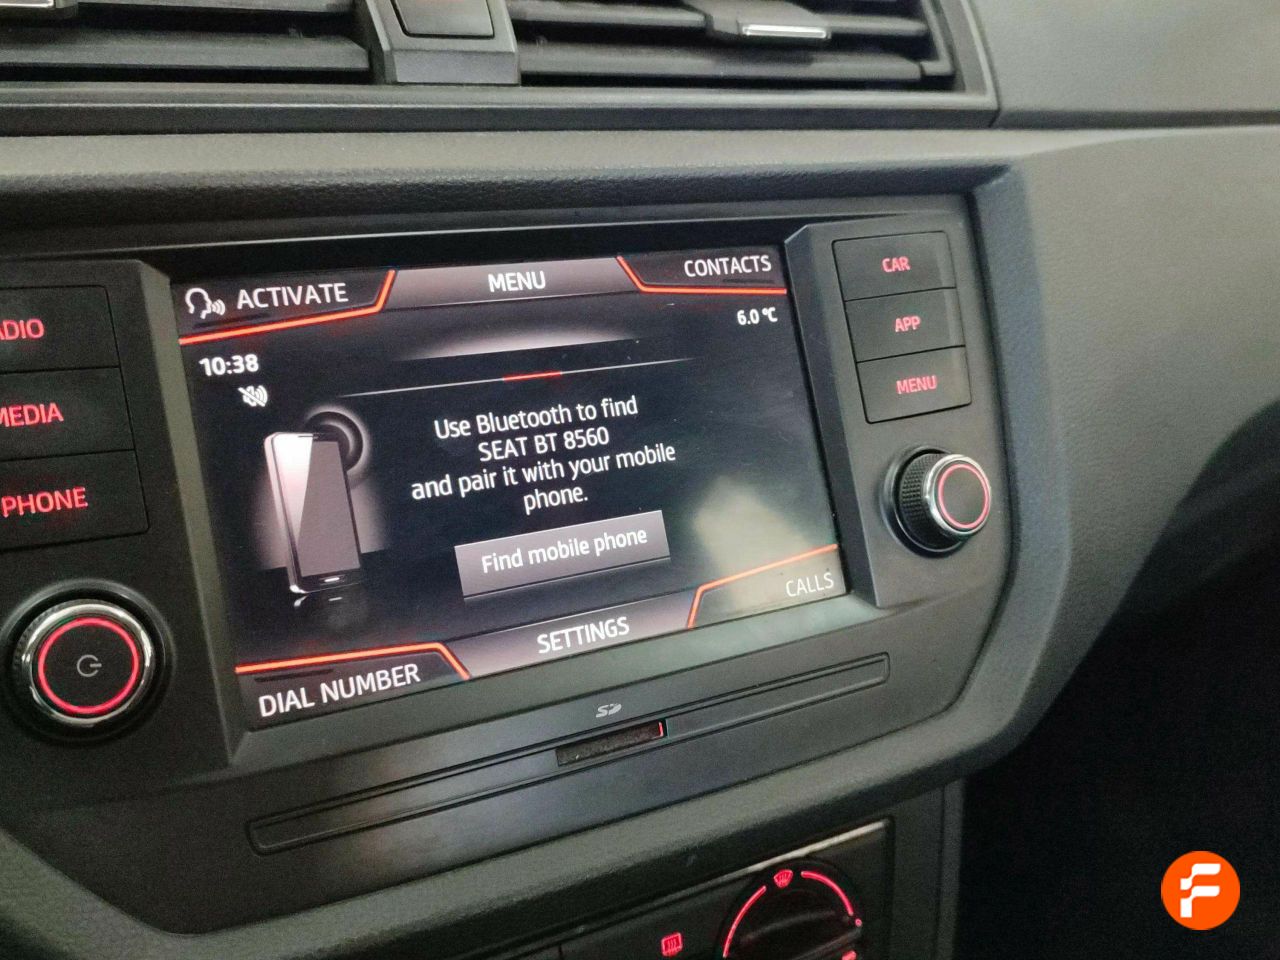 ACTIVATE
MENU
CONTACTS
10:38
6.0 °C
Use Bluetooth to find
SEAT BT 8560
and pair it with your mobile
phone.
Find mobile phone
DIAL NUMBER
SETTINGS
CALLS
ADIO
MEDIA
PHONE
CAR
APP
MENU
SD